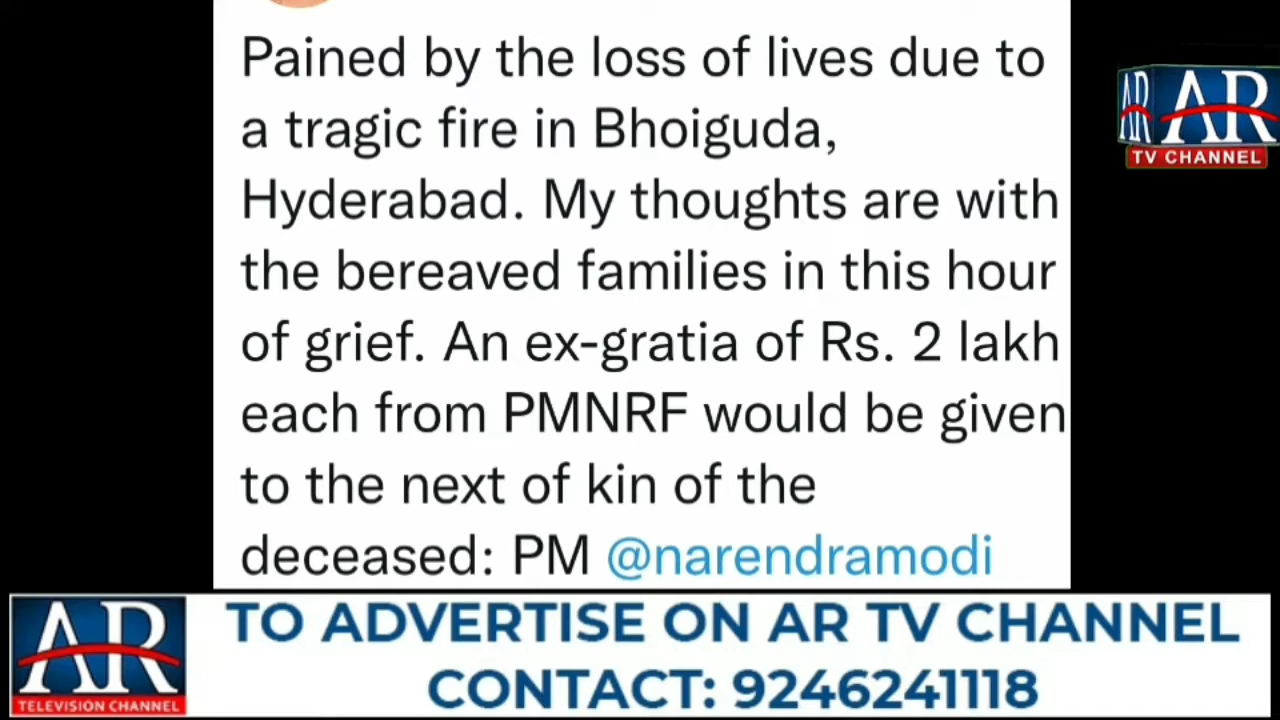 Pained by the loss of lives due to
a tragic fire in Bhoiguda,
Hyderabad. My thoughts are with
the bereaved families in this hour
of grief. An ex-gratia of Rs. 2 lakh
each from PMNRF would be given
to the next of kin of the
deceased: PM @narendramodi
AR AR
TV CHANNEL
AR
TELEVISION CHANNEL
TO ADVERTISE ON AR TV CHANNEL
CONTACT: 9246241118